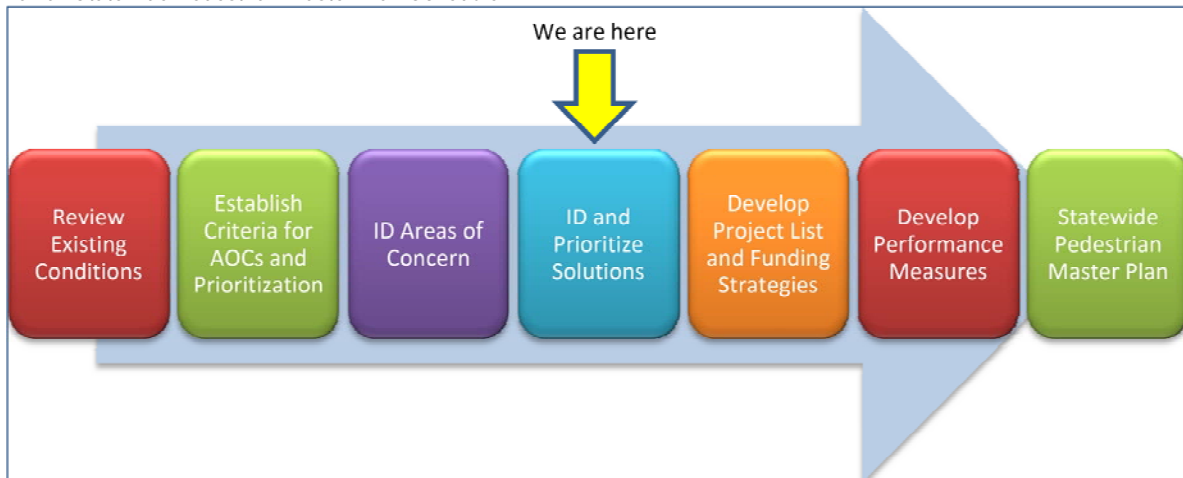 We are here
Review
Existing
Conditions
Establish
Criteria for
AOCs and
Prioritization
ID Areas of
Concern
ID and
Prioritize
Solutions
Develop
Project List
and Funding
Strategies
Develop
Performance
Measures
Statewide
Pedestrian
Master Plan